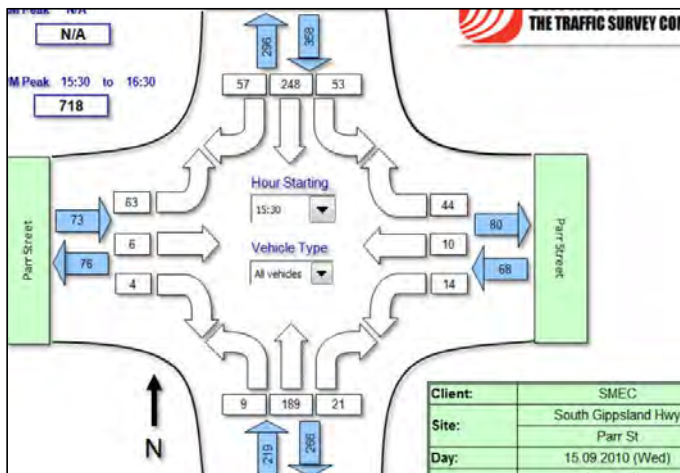 N/A
N/A
M Peak 15:30 to 16:30
718
THE TRAFFIC SURVEY CO
296
368
57 248 53
63
6
4
73
76
Parr Street
Hour Starting
15:30
Vehicle Type
All vehicles
44
10
14
80
68
Parr Street
9 189 21
219
266
N
Client: SMEC
Site: South Gippsland Hwy
Parr St
Day: 15.09.2010 (Wed)